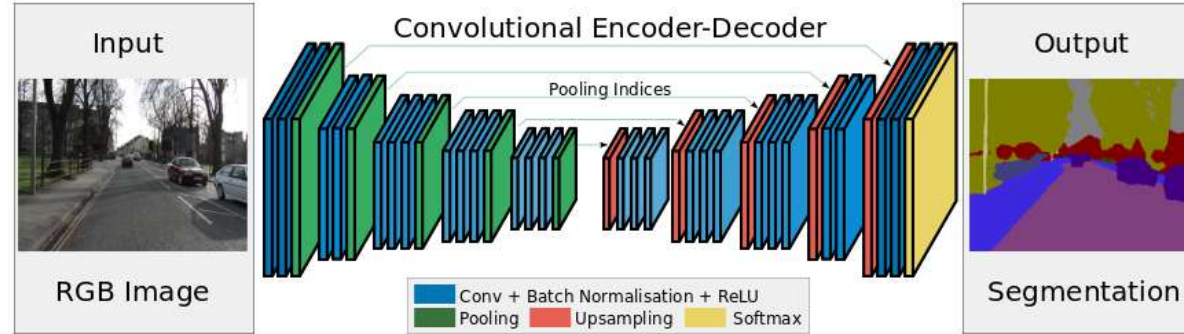 Input
RGB Image
Convolutional Encoder-Decoder
Pooling Indices
Conv + Batch Normalisation + ReLU
Pooling Upsampling Softmax
Output
Segmentation